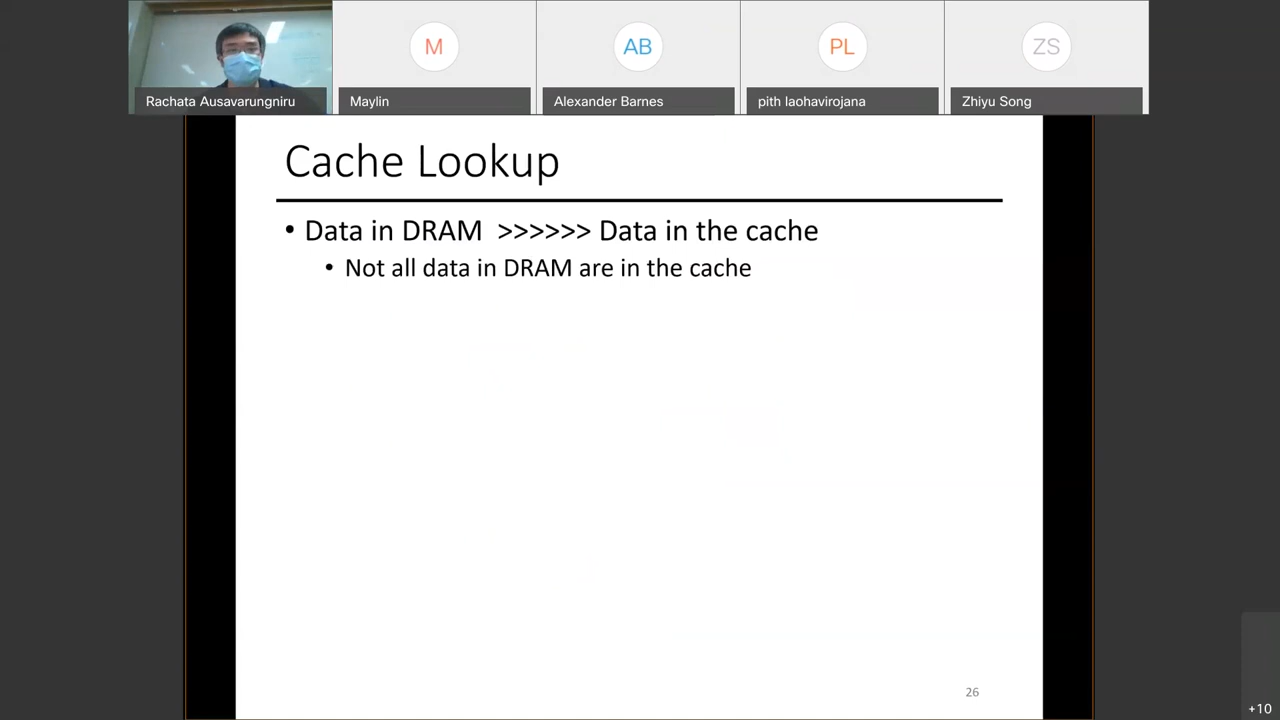 M
AB
PL
ZS
Rachata Ausavarungniru
Maylin
Alexander Barnes
pith laohavirojana
Zhiyu Song
Cache Lookup
• Data in DRAM >>>>>> Data in the cache
• Not all data in DRAM are in the cache
26
+10